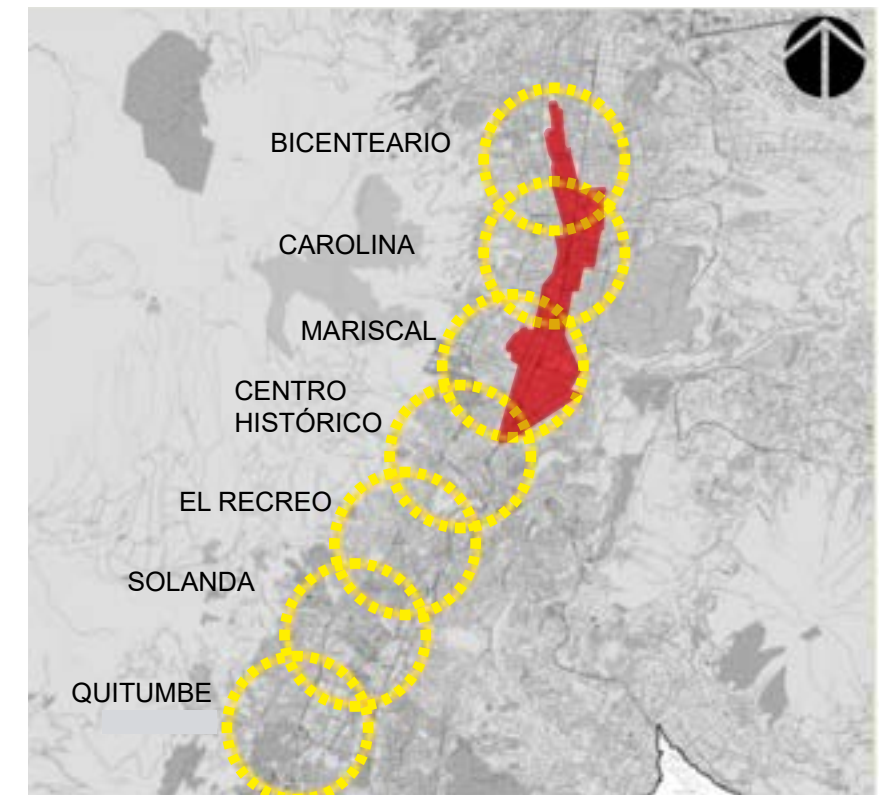 BICENTEARIO
CAROLINA
MARISCAL
CENTRO
HISTÓRICO
EL RECREO
SOLANDA
QUITUMBE